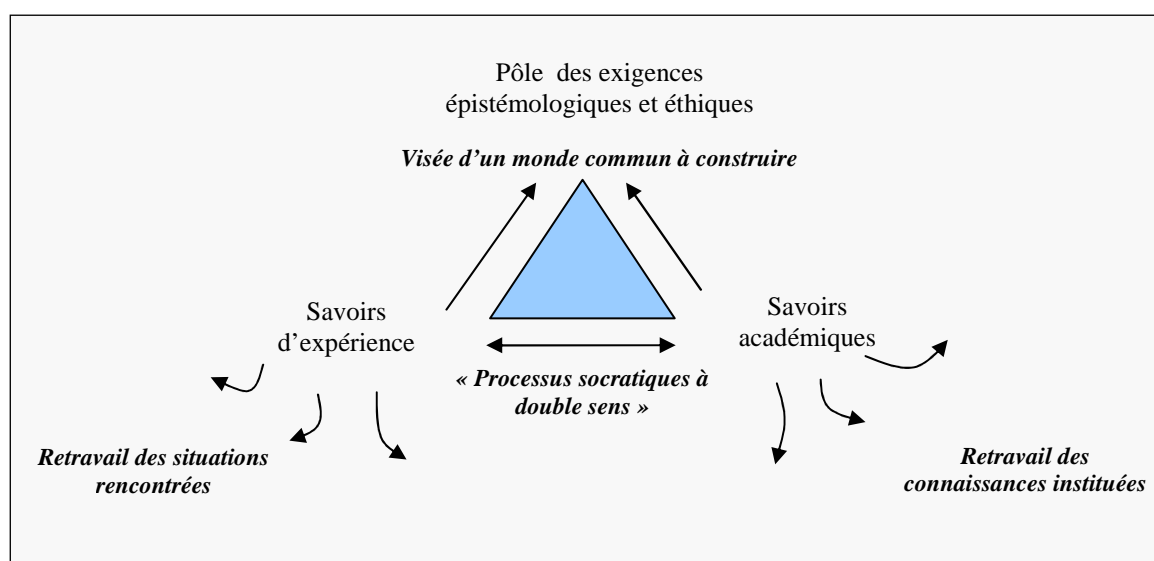 Pôle des exigences
épistémologiques et éthiques
Visée d'un monde commun à construire
Savoirs
d'expérience
Savoirs
académiques
« Processus socratiques à
double sens »
Retravail des situations
rencontrées
Retravail des
connaissances instituées